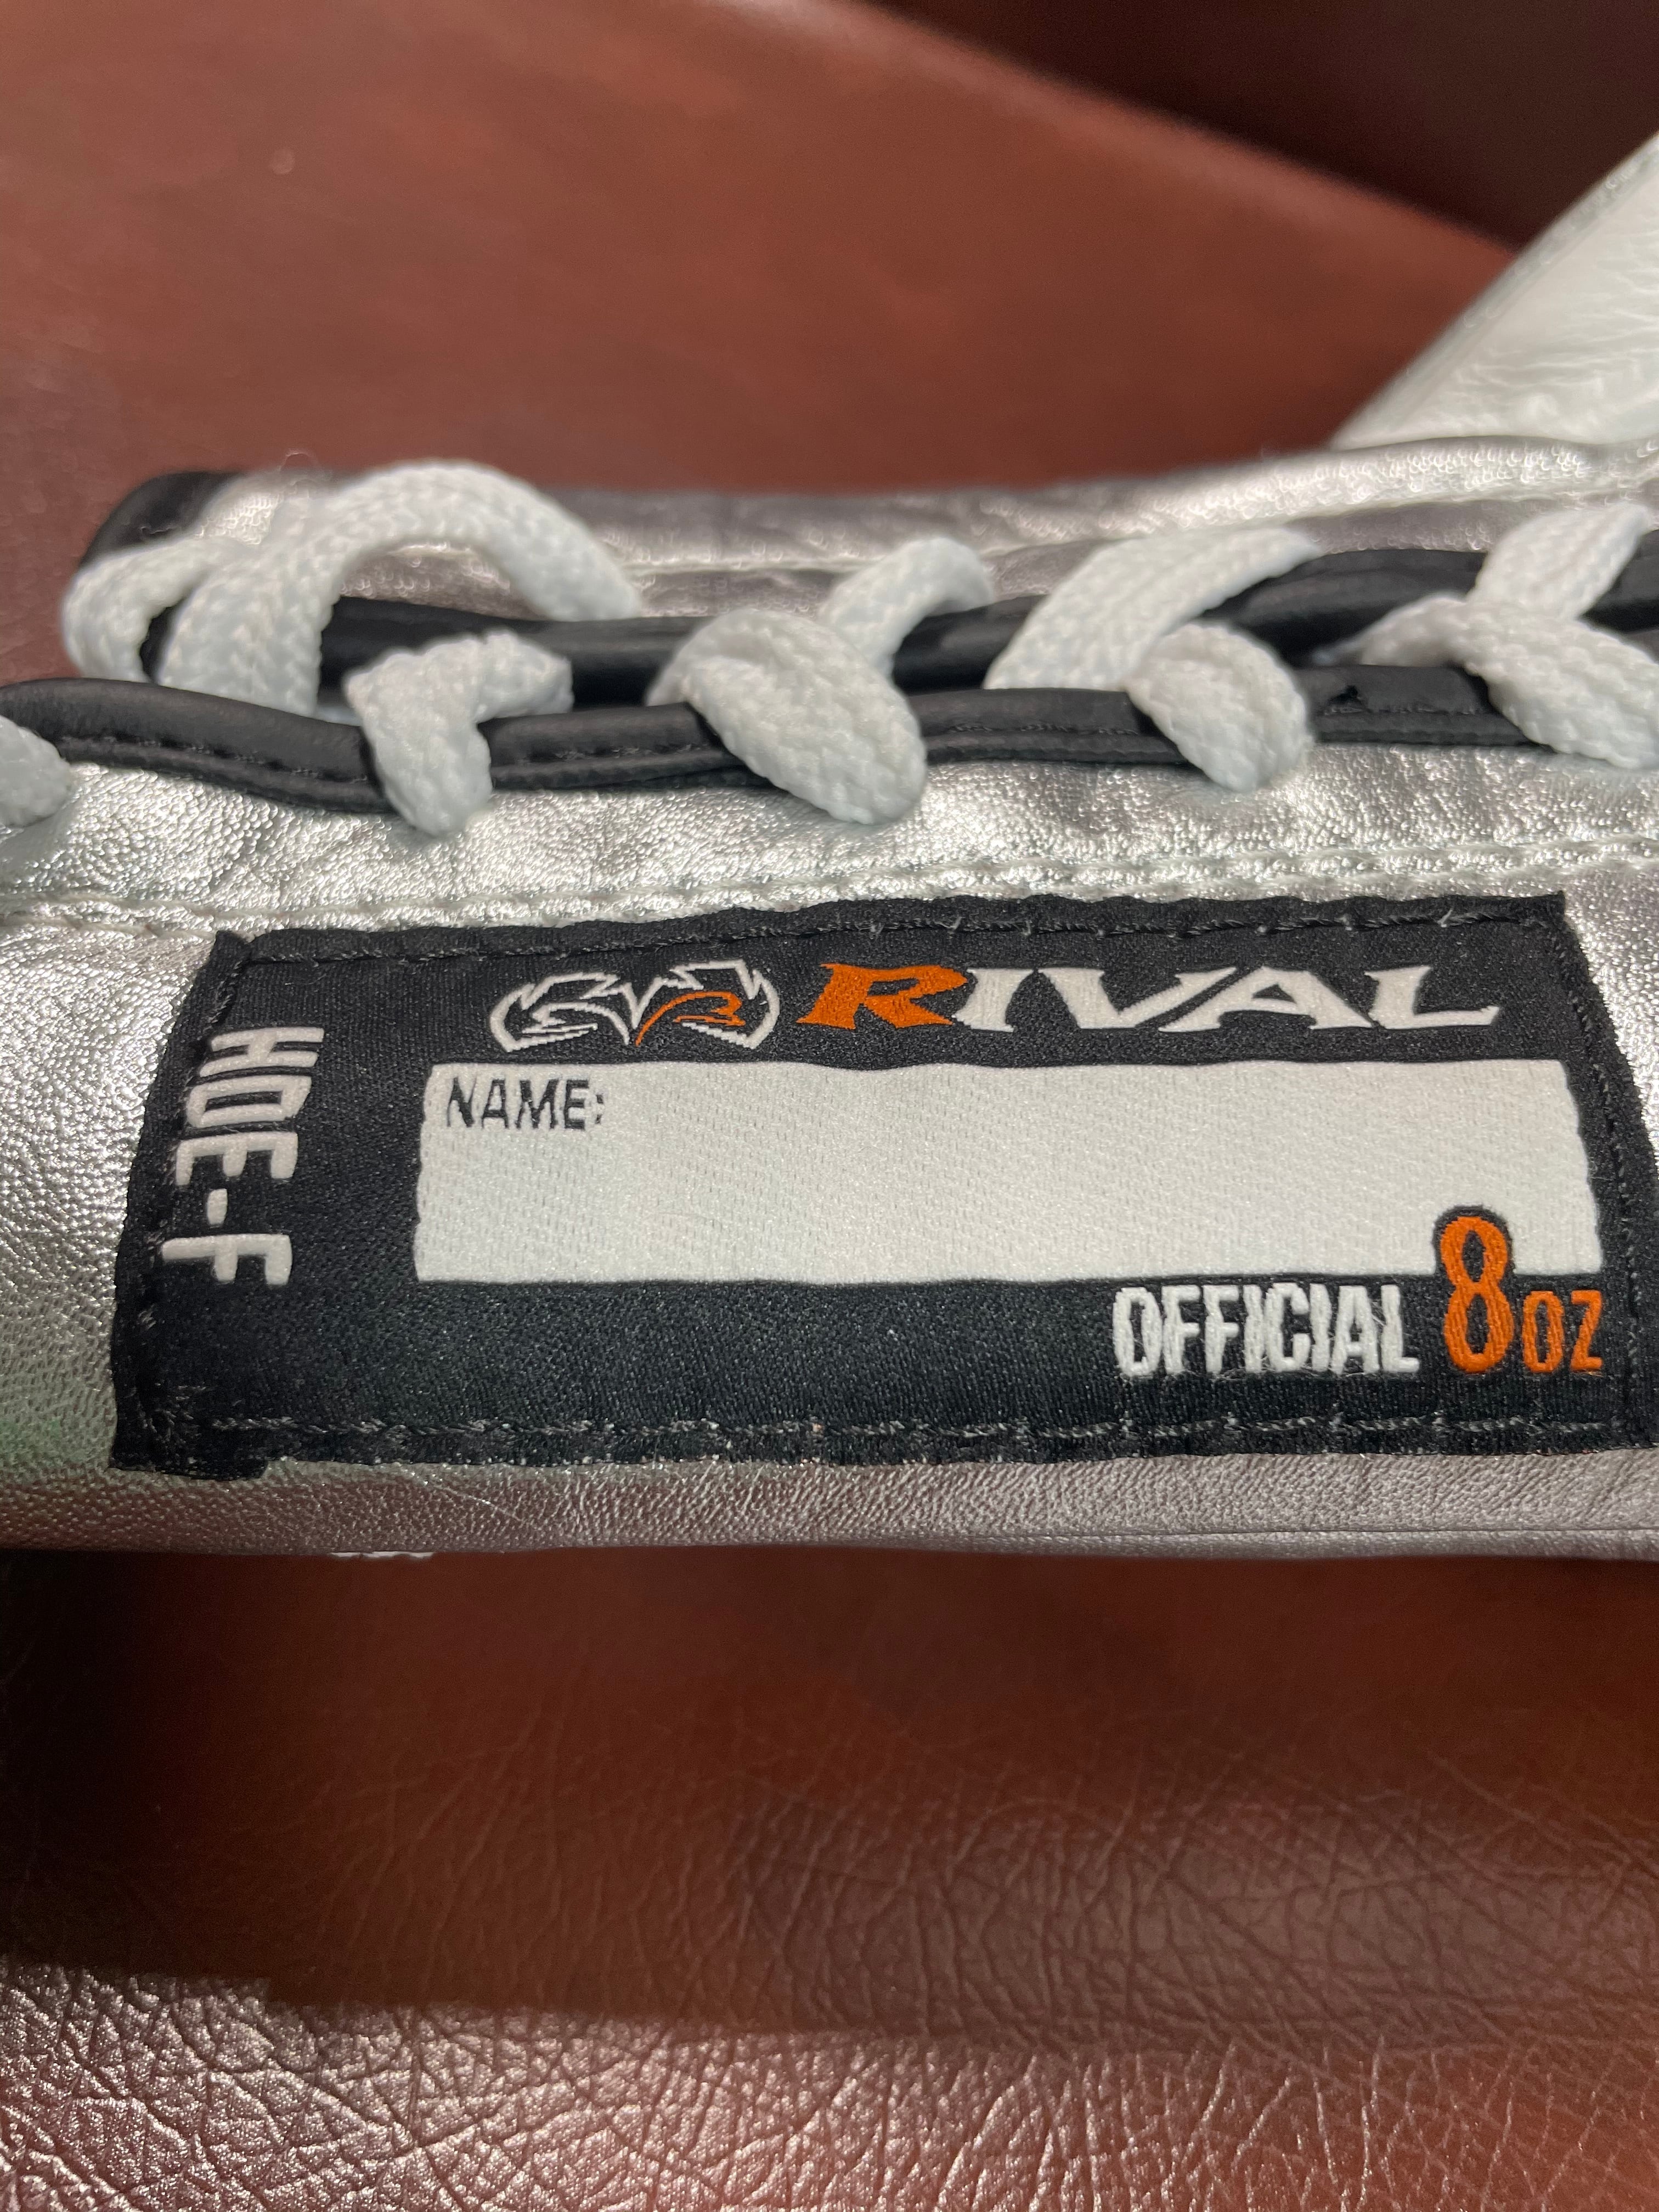 RIVAL
HDE-F
NAME:
OFFICIAL 8OZ